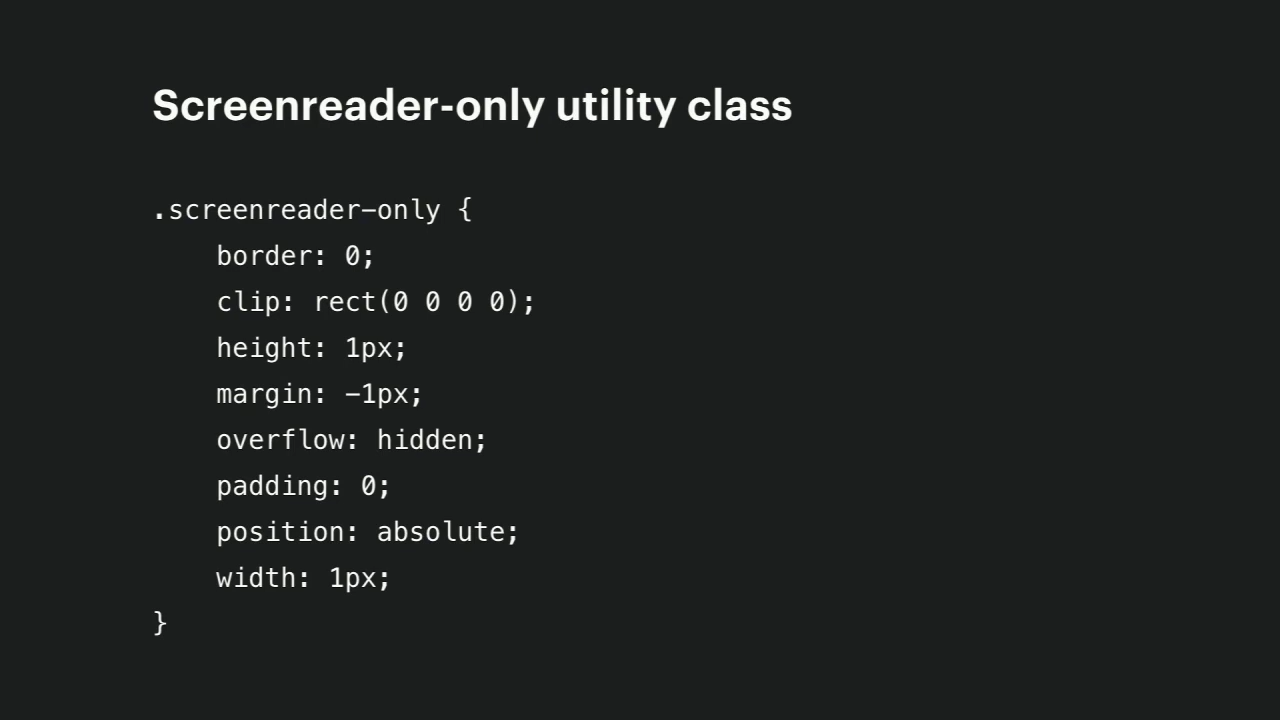 Screenreader-only utility class
.screenreader-only {
    border: 0;
    clip: rect(0 0 0 0);
    height: 1px;
    margin: -1px;
    overflow: hidden;
    padding: 0;
    position: absolute;
    width: 1px;
}